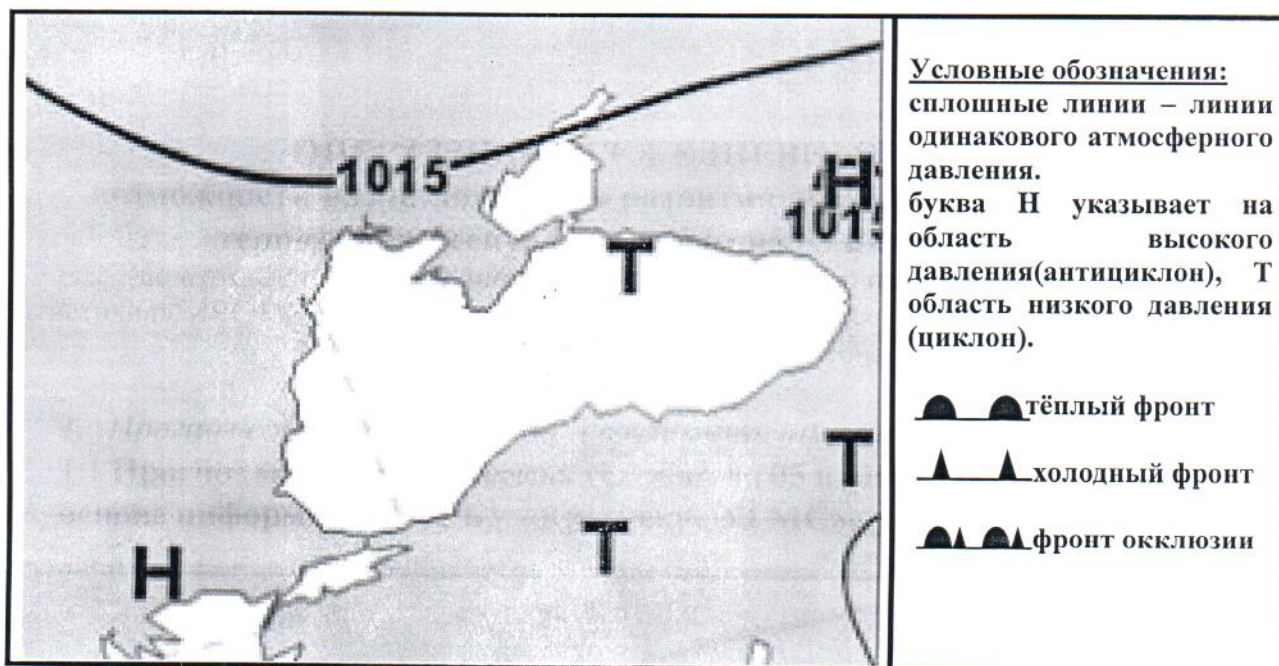 1015
Н
1015
Т
Т
Т
Н
Условные обозначения:
сплошные линии – линии
одинакового атмосферного
давления.
буква Н указывает на
область высокого
давления(антициклон), Т
область низкого давления
(циклон).
тёплый фронт
холодный фронт
фронт окклюзии